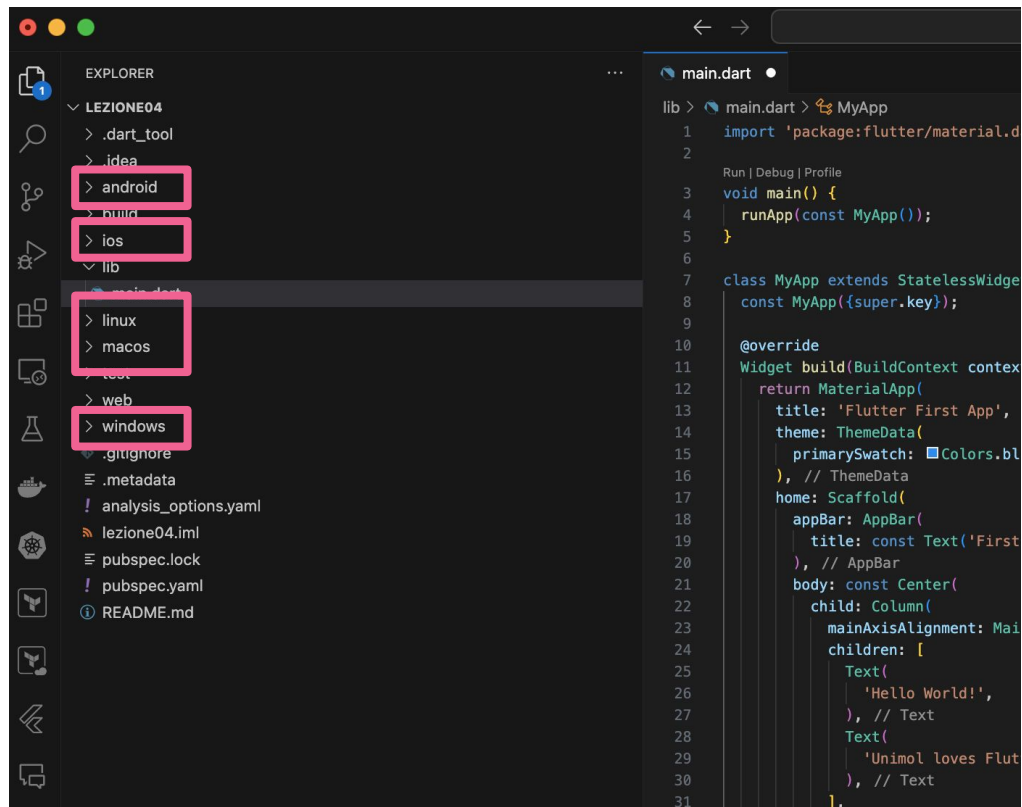 EXPLORER
LEZIONE04
.dart_tool
.idea
android
build
ios
lib
main.dart
linux
macos
test
web
windows
.gitignore
.metadata
analysis_options.yaml
lezione04.iml
pubspec.lock
pubspec.yaml
README.md
1
main.dart
lib > main.dart > MyApp
1 import 'package:flutter/material.d
2
Run | Debug | Profile
3 void main() {
4 runApp(const MyApp());
5 }
6
7 class MyApp extends StatelessWidge
8 const MyApp({super.key});
9
10 @override
11 Widget build(BuildContext contex
12 return MaterialApp(
13 title: 'Flutter First App',
14 theme: ThemeData(
15 primarySwatch: Colors.bl
16 ), // ThemeData
17 home: Scaffold(
18 appBar: AppBar(
19 title: const Text('First
20 ), // AppBar
21 body: const Center(
22 child: Column(
23 mainAxisAlignment: Mai
24 children: [
25 Text(
26 'Hello World!',
27 ), // Text
28 Text(
29 'Unimol loves Flut
30 ), // Text
31 ],